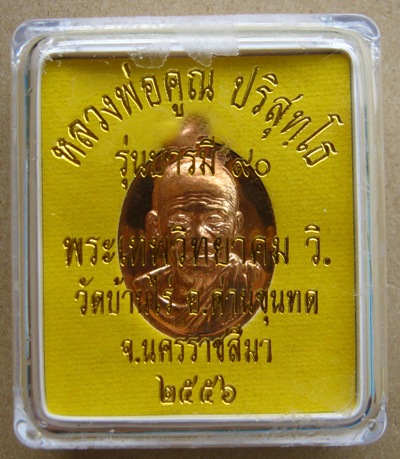 หลวงพ่อคูณ ปริสุทฺโธ
รุ่นบารมี ๙๐
พระเทพวิทยาคม วิ.
วัดบ้านไร่ อ.ด่านขุนทด
จ.นครราชสีมา
๒๕๕๖